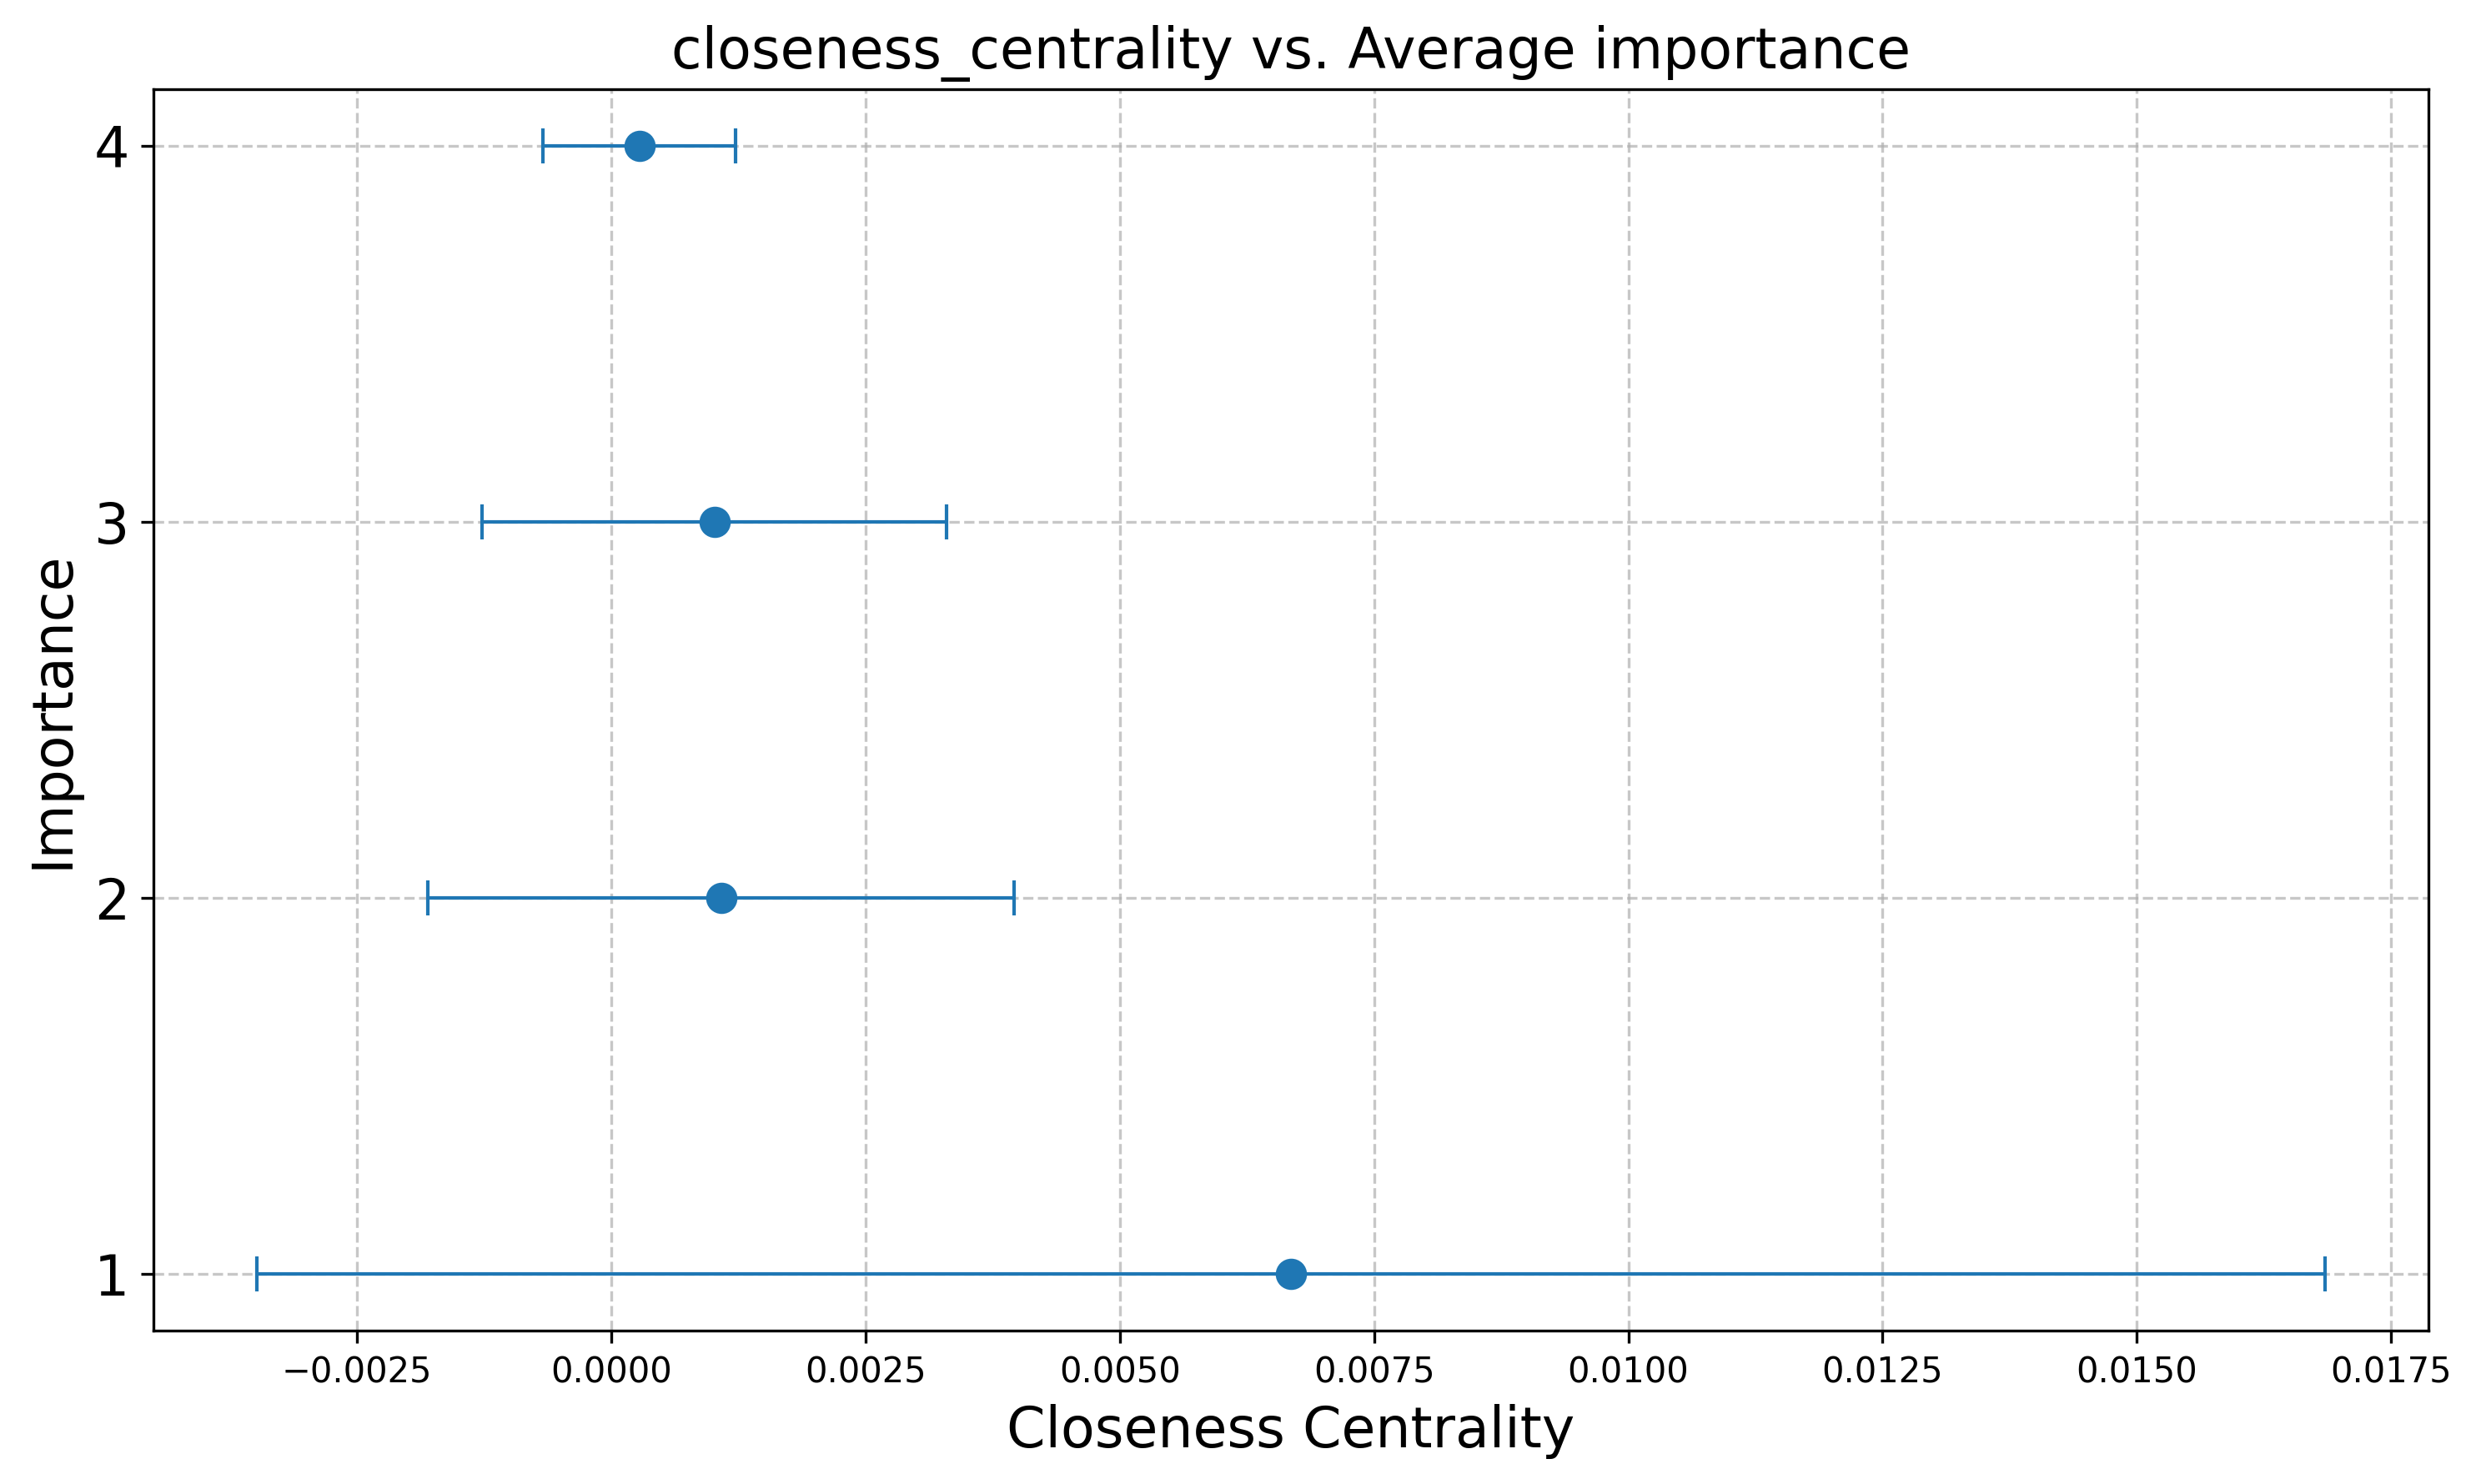 closeness_centrality vs. Average importance
4
3
2
1
Importance
−0.0025 0.0000 0.0025 0.0050 0.0075 0.0100 0.0125 0.0150 0.0175
Closeness Centrality